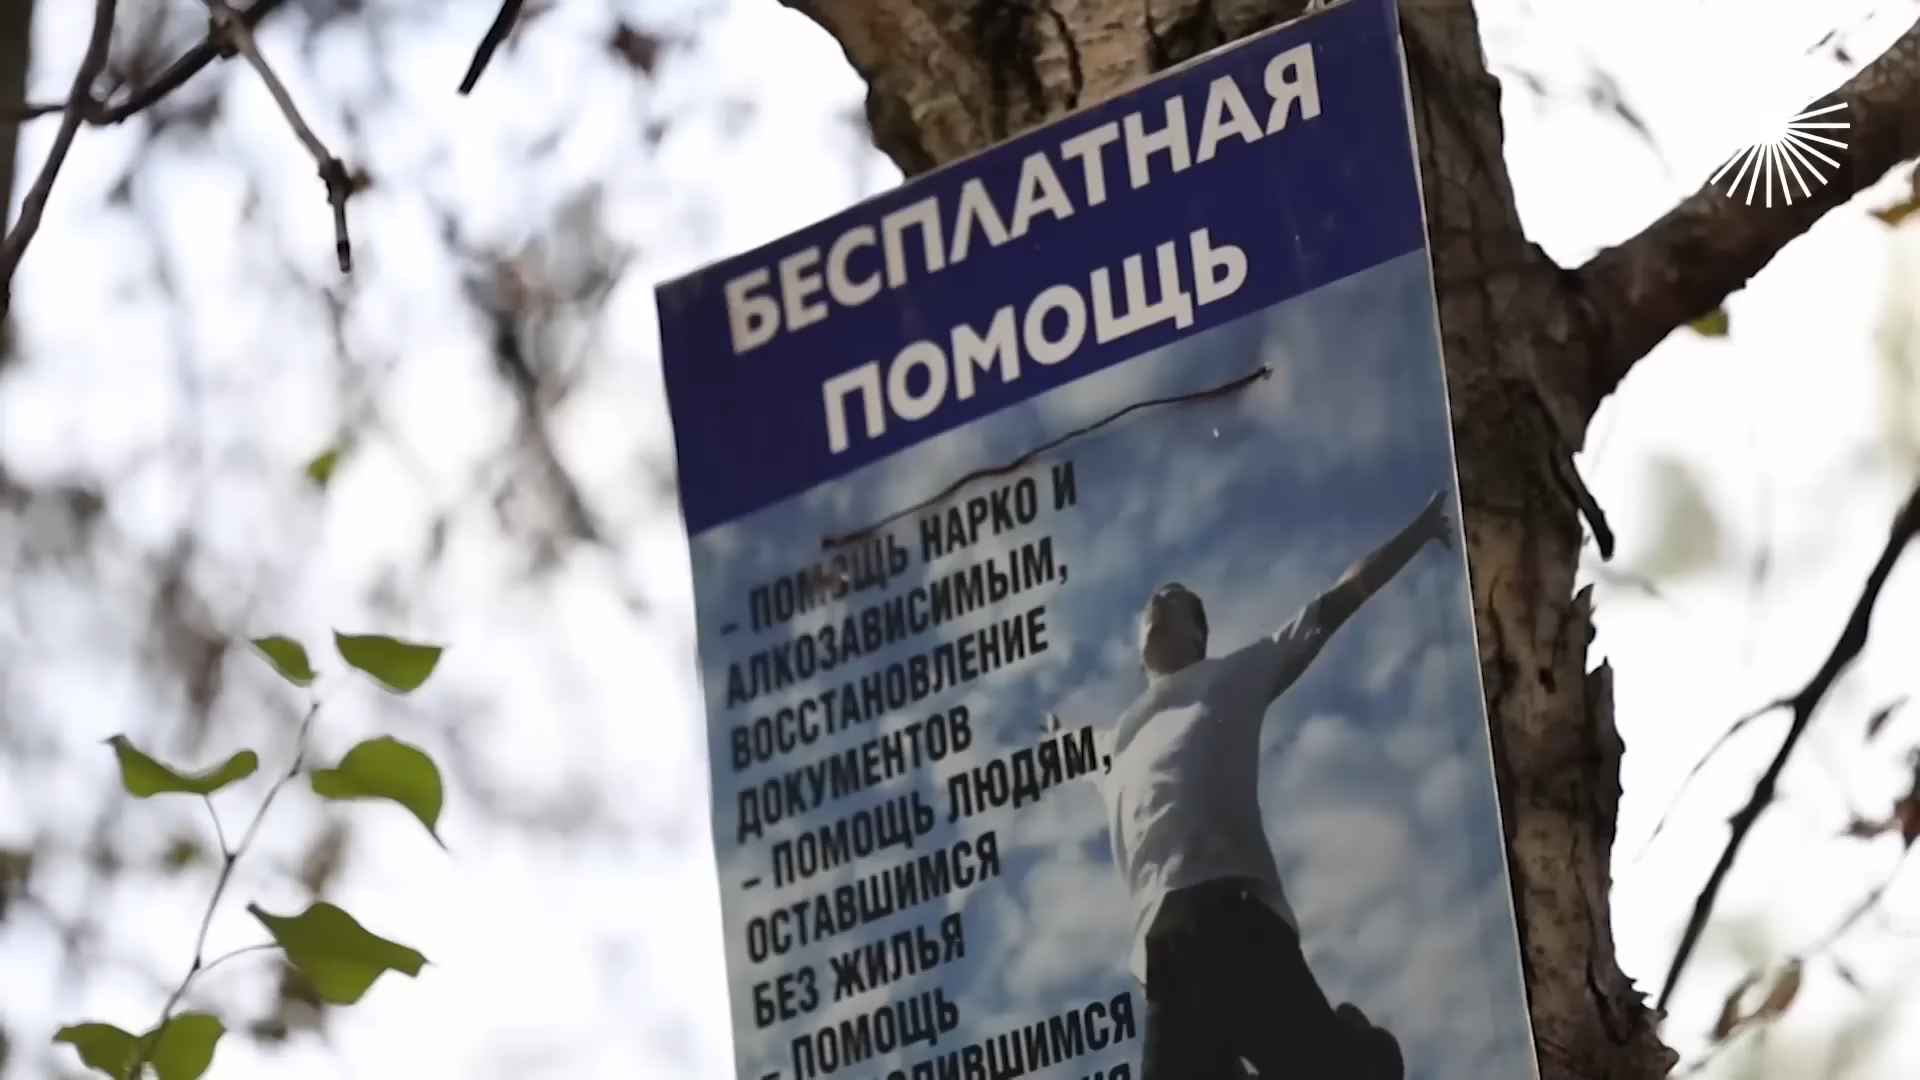 БЕСПЛАТНАЯ
ПОМОЩЬ
– ПОМОЩЬ НАРКО И
АЛКОЗАВИСИМЫМ,
ВОССТАНОВЛЕНИЕ
ДОКУМЕНТОВ
– ПОМОЩЬ ЛЮДЯМ,
ОСТАВШИМСЯ
БЕЗ ЖИЛЬЯ
– ПОМОЩЬ